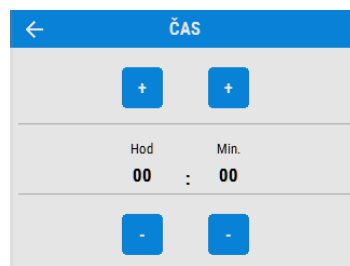 ČAS
+ +
Hod Min.
00 : 00
- -